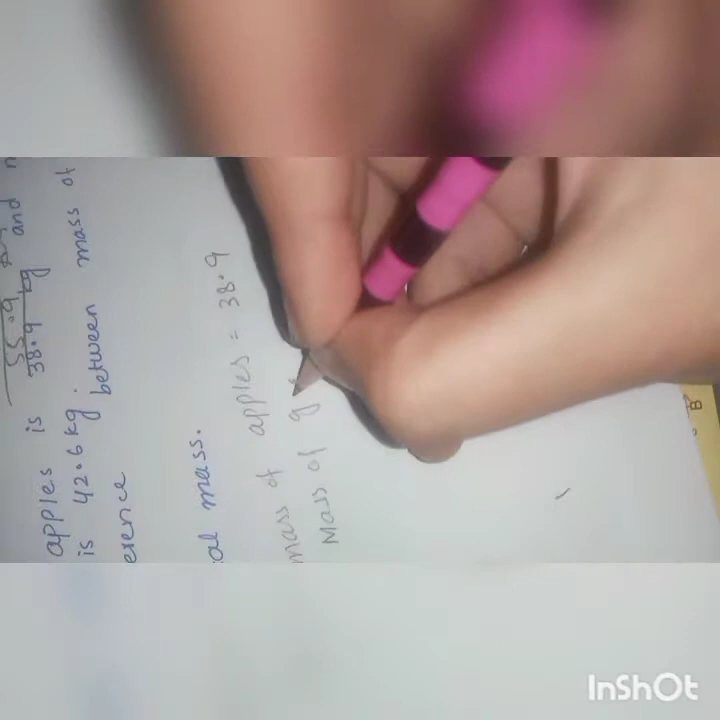 55.9
apples is 38.9 kg and
is 42.6 kg.
erence between mass of
al mass.
mass of apples = 38.9
Mass of g
B
InShOt